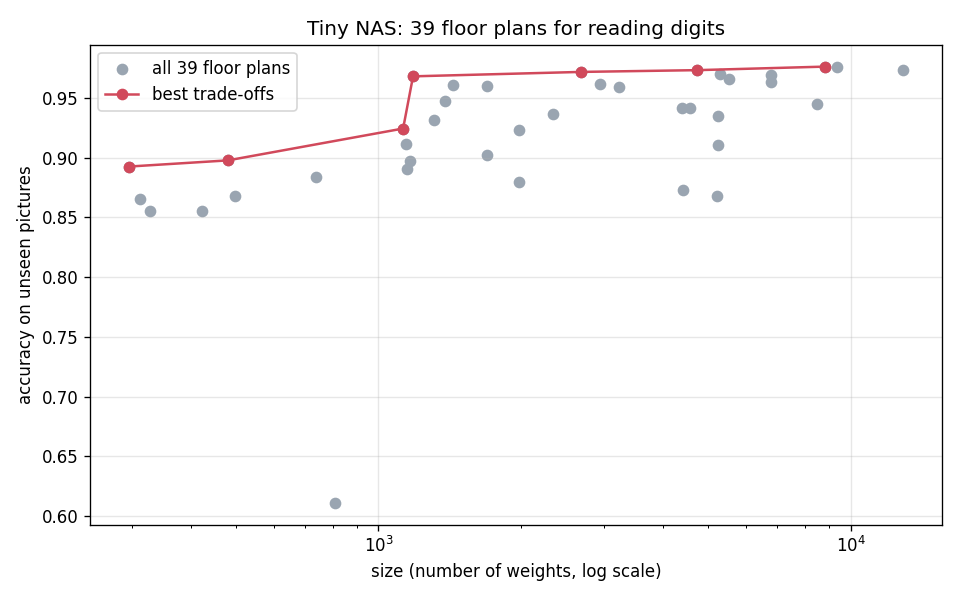 Tiny NAS: 39 floor plans for reading digits
all 39 floor plans
best trade-offs
accuracy on unseen pictures
0.95
0.90
0.85
0.80
0.75
0.70
0.65
0.60
10³
10⁴
size (number of weights, log scale)